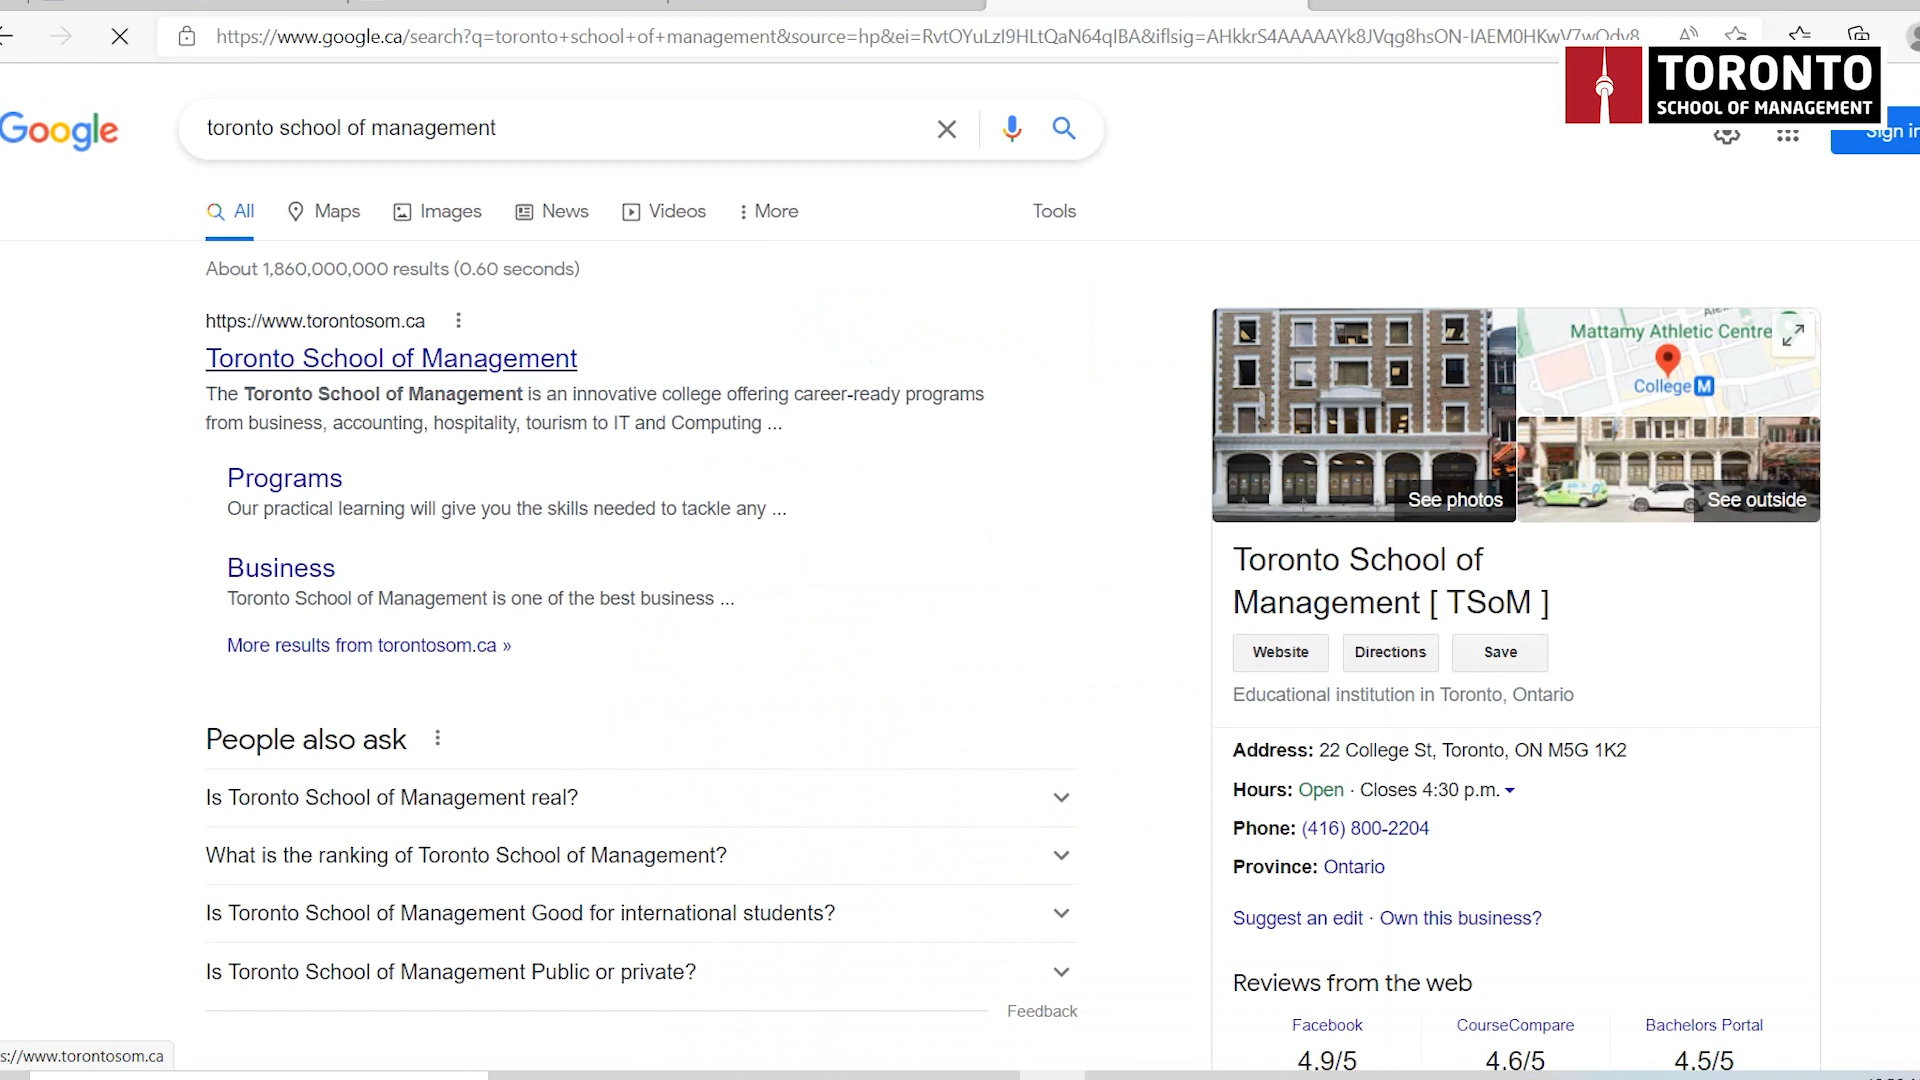 https://www.google.ca/search?q=toronto+school+of+management&source=hp&ei=RvtOYuLzI9HLtQaN64qIBA&iflsig=AHkkrS4AAAAAYk8JVqg8hsON-IAEM0HKwV7wOdv8
TORONTO
SCHOOL OF MANAGEMENT
Google
toronto school of management
Sign in
All
Maps
Images
News
Videos
More
Tools
About 1,860,000,000 results (0.60 seconds)
https://www.torontosom.ca
Toronto School of Management
The Toronto School of Management is an innovative college offering career-ready programs
from business, accounting, hospitality, tourism to IT and Computing ...
Programs
Our practical learning will give you the skills needed to tackle any ...
Business
Toronto School of Management is one of the best business ...
More results from torontosom.ca »
People also ask
Is Toronto School of Management real?
What is the ranking of Toronto School of Management?
Is Toronto School of Management Good for international students?
Is Toronto School of Management Public or private?
Feedback
s://www.torontosom.ca
Mattamy Athletic Centre
College M
See photos
See outside
Toronto School of
Management [ TSoM ]
Website
Directions
Save
Educational institution in Toronto, Ontario
Address: 22 College St, Toronto, ON M5G 1K2
Hours: Open · Closes 4:30 p.m.
Phone: (416) 800-2204
Province: Ontario
Suggest an edit · Own this business?
Reviews from the web
Facebook
CourseCompare
Bachelors Portal
4.9/5
4.6/5
4.5/5